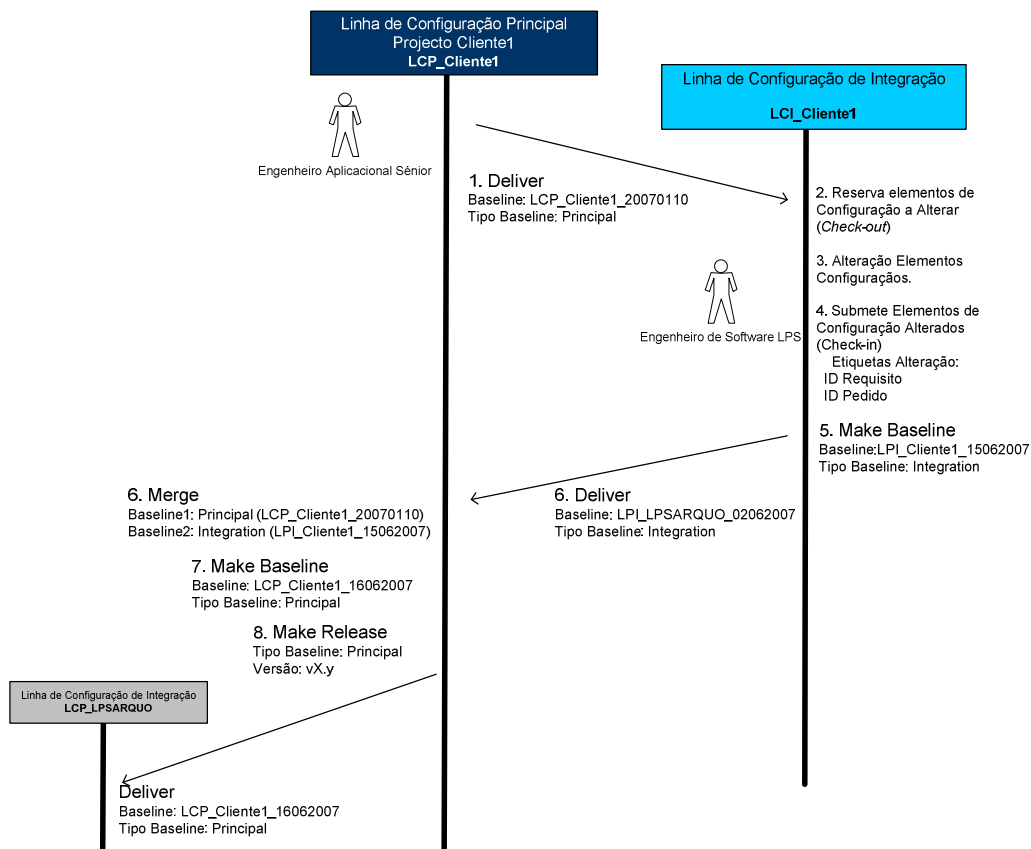 Linha de Configuração Principal
Projecto Cliente1
LCP_Cliente1
Linha de Configuração de Integração
LCI_Cliente1
Engenheiro Aplicacional Sénior
1. Deliver
Baseline: LCP_Cliente1_20070110
Tipo Baseline: Principal
2. Reserva elementos de
Configuração a Alterar
(Check-out)
3. Alteração Elementos
Configuraçãos.
Engenheiro de Software LPS
4. Submete Elementos de
Configuração Alterados
(Check-in)
Etiquetas Alteração:
ID Requisito
ID Pedido
5. Make Baseline
Baseline:LPI_Cliente1_15062007
Tipo Baseline: Integration
6. Merge
Baseline1: Principal (LCP_Cliente1_20070110)
Baseline2: Integration (LPI_Cliente1_15062007)
6. Deliver
Baseline: LPI_LPSARQUO_02062007
Tipo Baseline: Integration
7. Make Baseline
Baseline: LCP_Cliente1_16062007
Tipo Baseline: Principal
8. Make Release
Tipo Baseline: Principal
Versão: vX.y
Linha de Configuração de Integração
LCP_LPSARQUO
Deliver
Baseline: LCP_Cliente1_16062007
Tipo Baseline: Principal